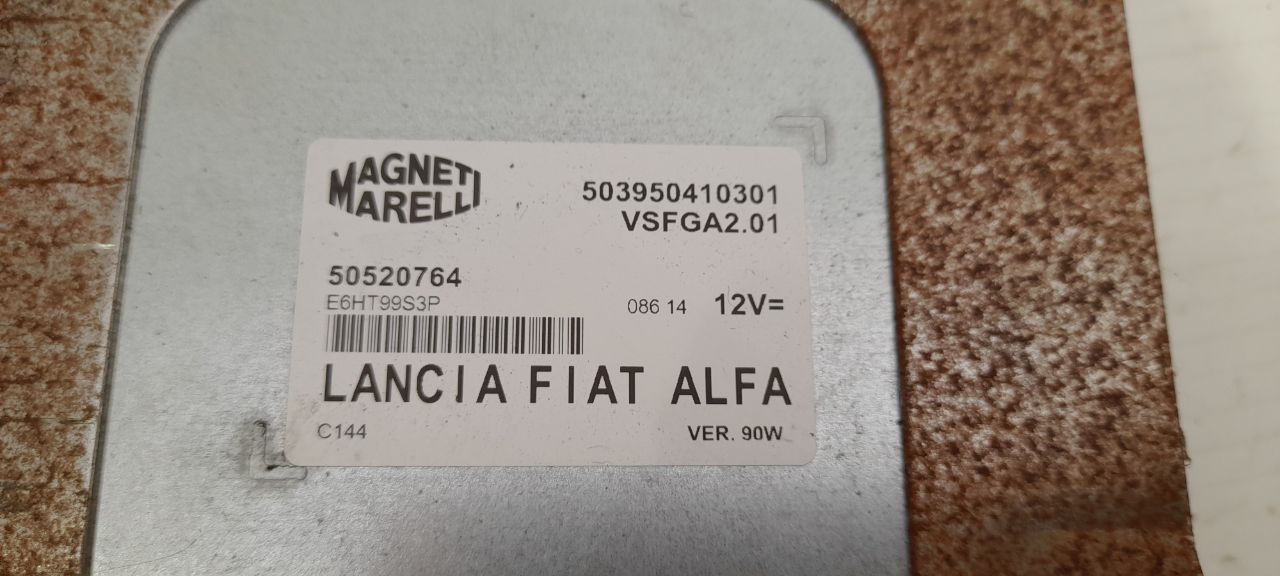 MAGNETI
MARELLI
503950410301
VSFGA2.01
50520764
E6HT99S3P
086 14 12V=
LANCIA FIAT ALFA
C144 VER. 90W